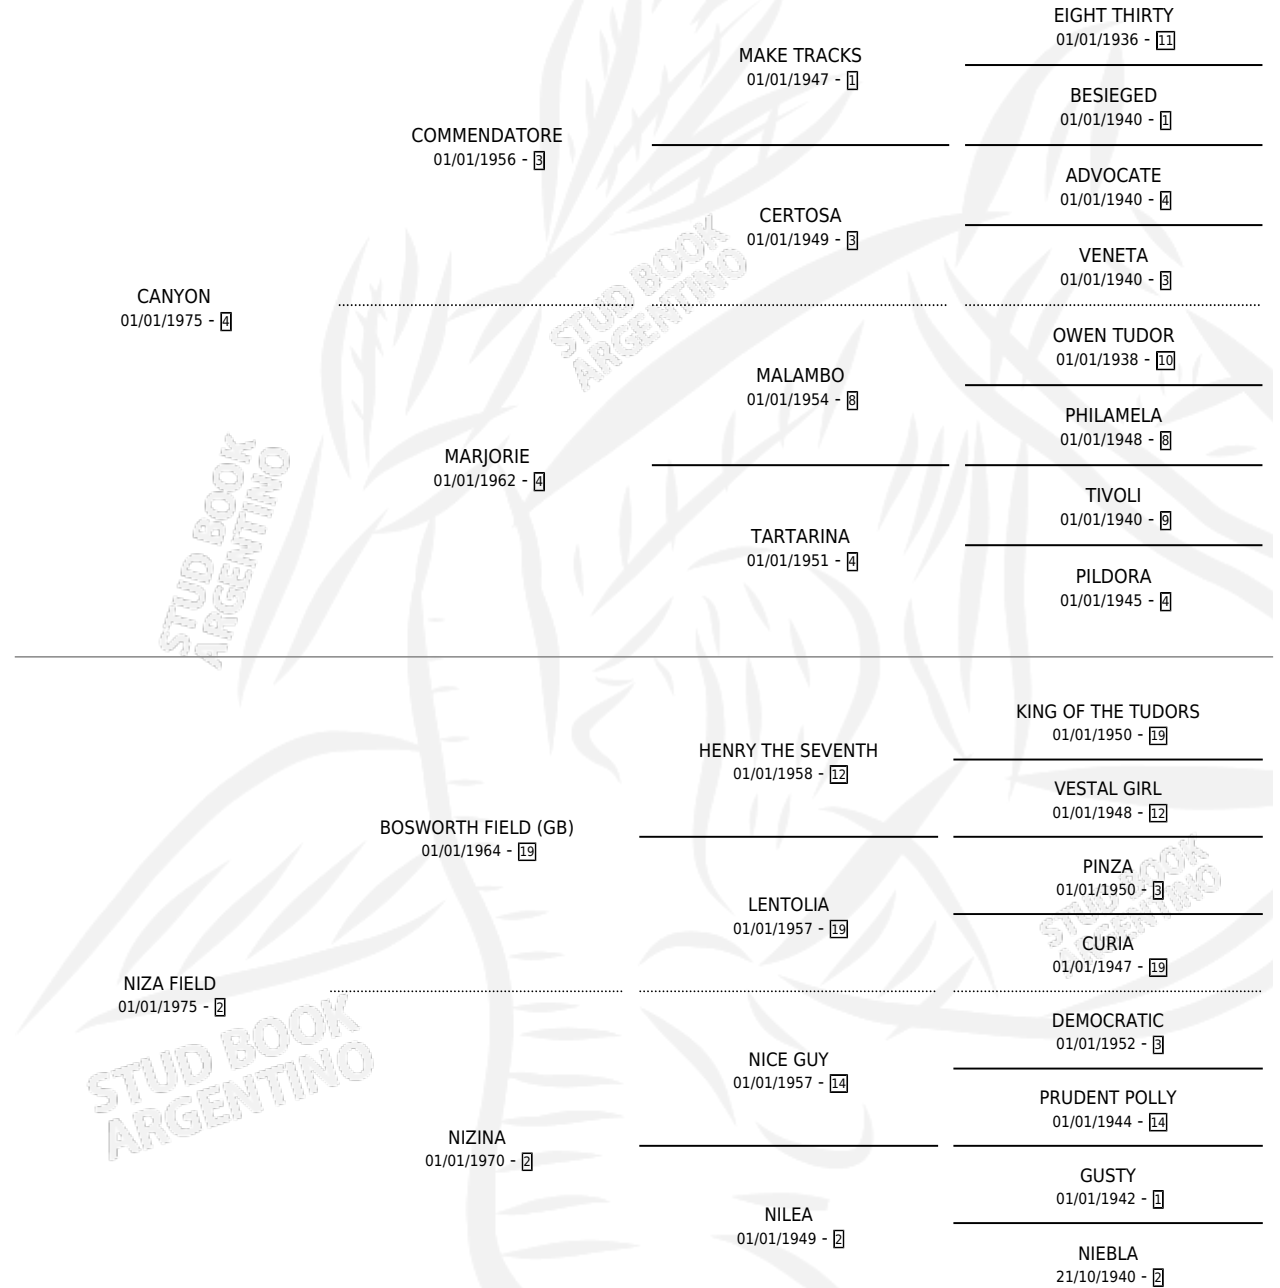 EIGHT THIRTY
01/01/1936 - 11
MAKE TRACKS
01/01/1947 - 1
BESIEGED
01/01/1940 - 1
COMMENDATORE
01/01/1956 - 3
ADVOCATE
01/01/1940 - 4
CERTOSA
01/01/1949 - 3
VENETA
01/01/1940 - 3
CANYON
01/01/1975 - 4
STUD BOOK
ARGENTINO
OWEN TUDOR
01/01/1938 - 10
MALAMBO
01/01/1954 - 8
PHILAMELA
01/01/1948 - 8
MARJORIE
01/01/1962 - 4
TIVOLI
01/01/1940 - 9
TARTARINA
01/01/1951 - 4
PILDORA
01/01/1945 - 4
STUD BOOK
ARGENTINO
KING OF THE TUDORS
01/01/1950 - 19
HENRY THE SEVENTH
01/01/1958 - 12
VESTAL GIRL
01/01/1948 - 12
BOSWORTH FIELD (GB)
01/01/1964 - 19
PINZA
01/01/1950 - 3
LENTOLIA
01/01/1957 - 19
STUD BOOK
ARGENTINO
CURIA
01/01/1947 - 19
NIZA FIELD
01/01/1975 - 2
DEMOCRATIC
01/01/1952 - 3
STUD BOOK
ARGENTINO
NICE GUY
01/01/1957 - 14
PRUDENT POLLY
01/01/1944 - 14
NIZINA
01/01/1970 - 2
GUSTY
01/01/1942 - 1
NILEA
01/01/1949 - 2
NIEBLA
21/10/1940 - 2